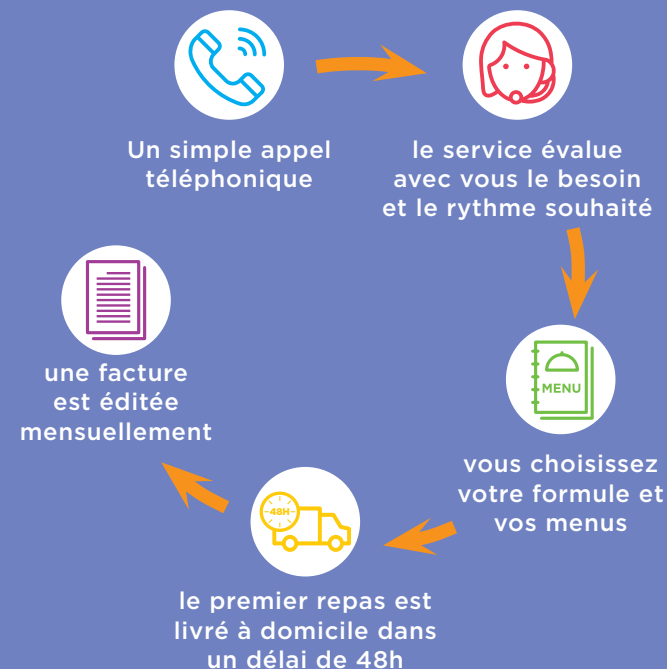 Un simple appel
téléphonique
le service évalue
avec vous le besoin
et le rythme souhaité
MENU
vous choisissez
votre formule et
vos menus
48H
le premier repas est
livré à domicile dans
un délai de 48h
une facture
est éditée
mensuellement